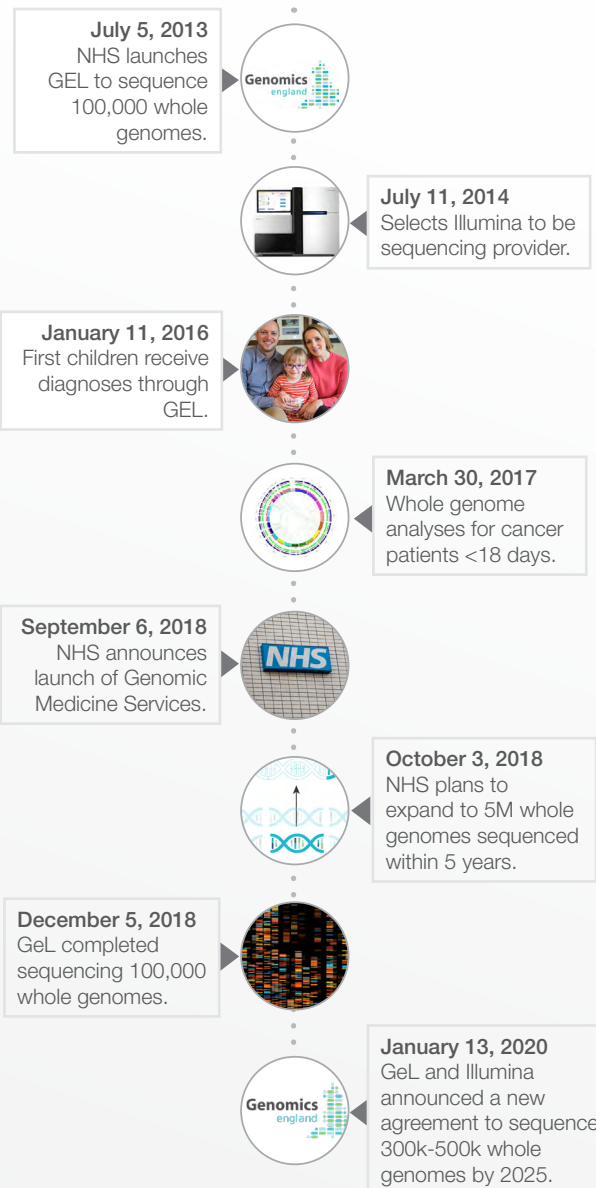 July 5, 2013
NHS launches
GEL to sequence
100,000 whole
genomes.
Genomics
england
July 11, 2014
Selects Illumina to be
sequencing provider.
January 11, 2016
First children receive
diagnoses through
GEL.
March 30, 2017
Whole genome
analyses for cancer
patients <18 days.
September 6, 2018
NHS announces
launch of Genomic
Medicine Services.
NHS
October 3, 2018
NHS plans to
expand to 5M whole
genomes sequenced
within 5 years.
December 5, 2018
GeL completed
sequencing 100,000
whole genomes.
Genomics
england
January 13, 2020
GeL and Illumina
announced a new
agreement to sequence
300k-500k whole
genomes by 2025.